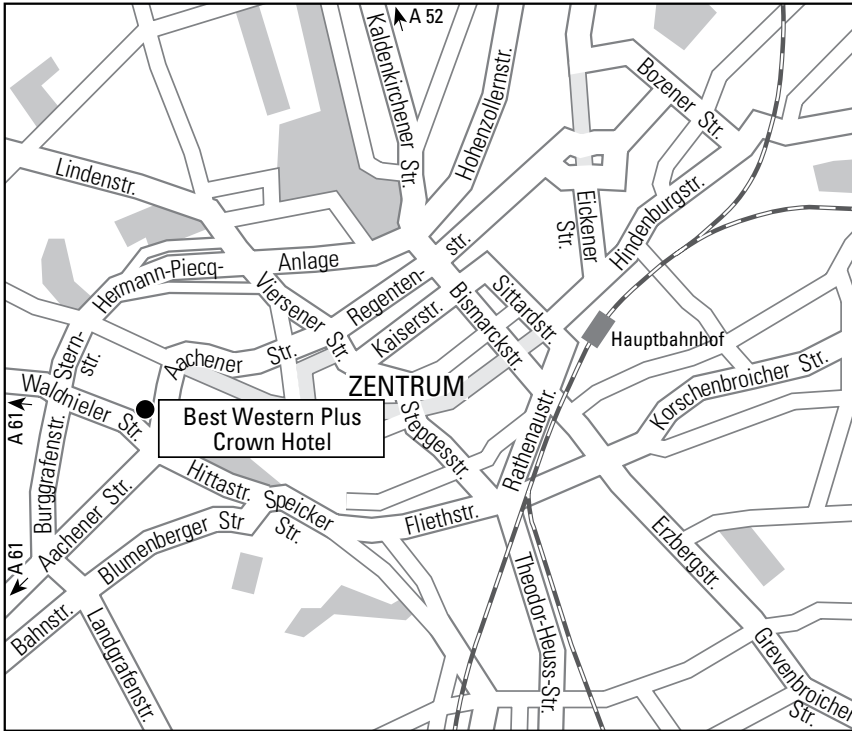 A 52
Kaldenkirchener Str.
Hohenzollernstr.
Bozener Str.
Lindenstr.
Eickener Str.
Hindenburgstr.
Hermann-Piecq-
Anlage
Viersener Str.
Regenten-
str.
Kaiserstr.
Bismarckstr.
Sittardstr.
Hauptbahnhof
Stern-
str.
Aachener Str.
ZENTRUM
Korschenbroicher Str.
Waldnieler Str.
A 61
Best Western Plus
Crown Hotel
Stepgesstr.
Rathenaustr.
Burggrafenstr.
Aachener Str.
Hittastr.
Speicker Str.
Fliethstr.
Blumenberger Str
Erzbergstr.
A 61
Bahnstr.
Landgrafenstr.
Theodor-Heuss-Str.
Grevenbroicher
Str.